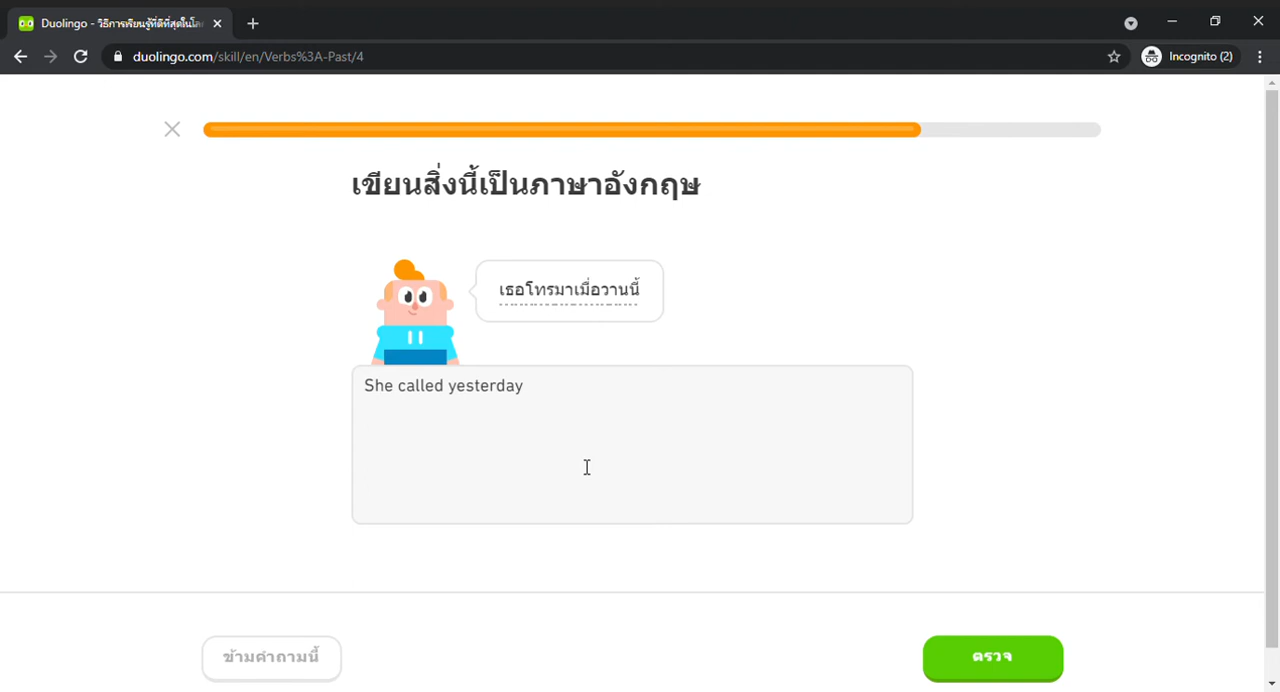 Duolingo - วิธีการเรียนรู้ที่ดีที่สุดในโล
duolingo.com/skill/en/Verbs%3A-Past/4
Incognito (2)
เขียนสิ่งนี้เป็นภาษาอังกฤษ
เธอโทรมาเมื่อวานนี้
She called yesterday
ข้ามคำถามนี้
ตรวจ